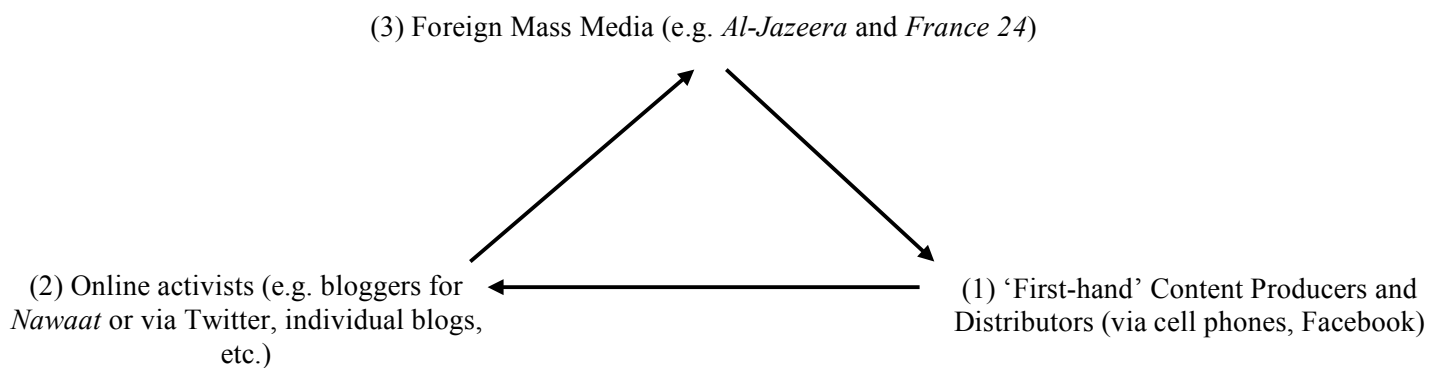 (3) Foreign Mass Media (e.g. Al-Jazeera and France 24)
(2) Online activists (e.g. bloggers for
Nawaat or via Twitter, individual blogs,
etc.)
(1) ‘First-hand’ Content Producers and
Distributors (via cell phones, Facebook)